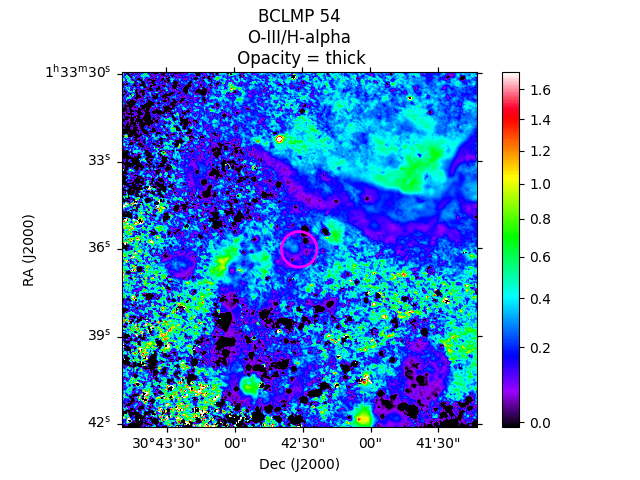 BCLMP 54
O-III/H-alpha
Opacity = thick
1ʰ33ᵐ30ˢ
33ˢ
36ˢ
39ˢ
42ˢ
RA (J2000)
30°43'30" 00" 42'30" 00" 41'30"
Dec (J2000)
1.6
1.4
1.2
1.0
0.8
0.6
0.4
0.2
0.0